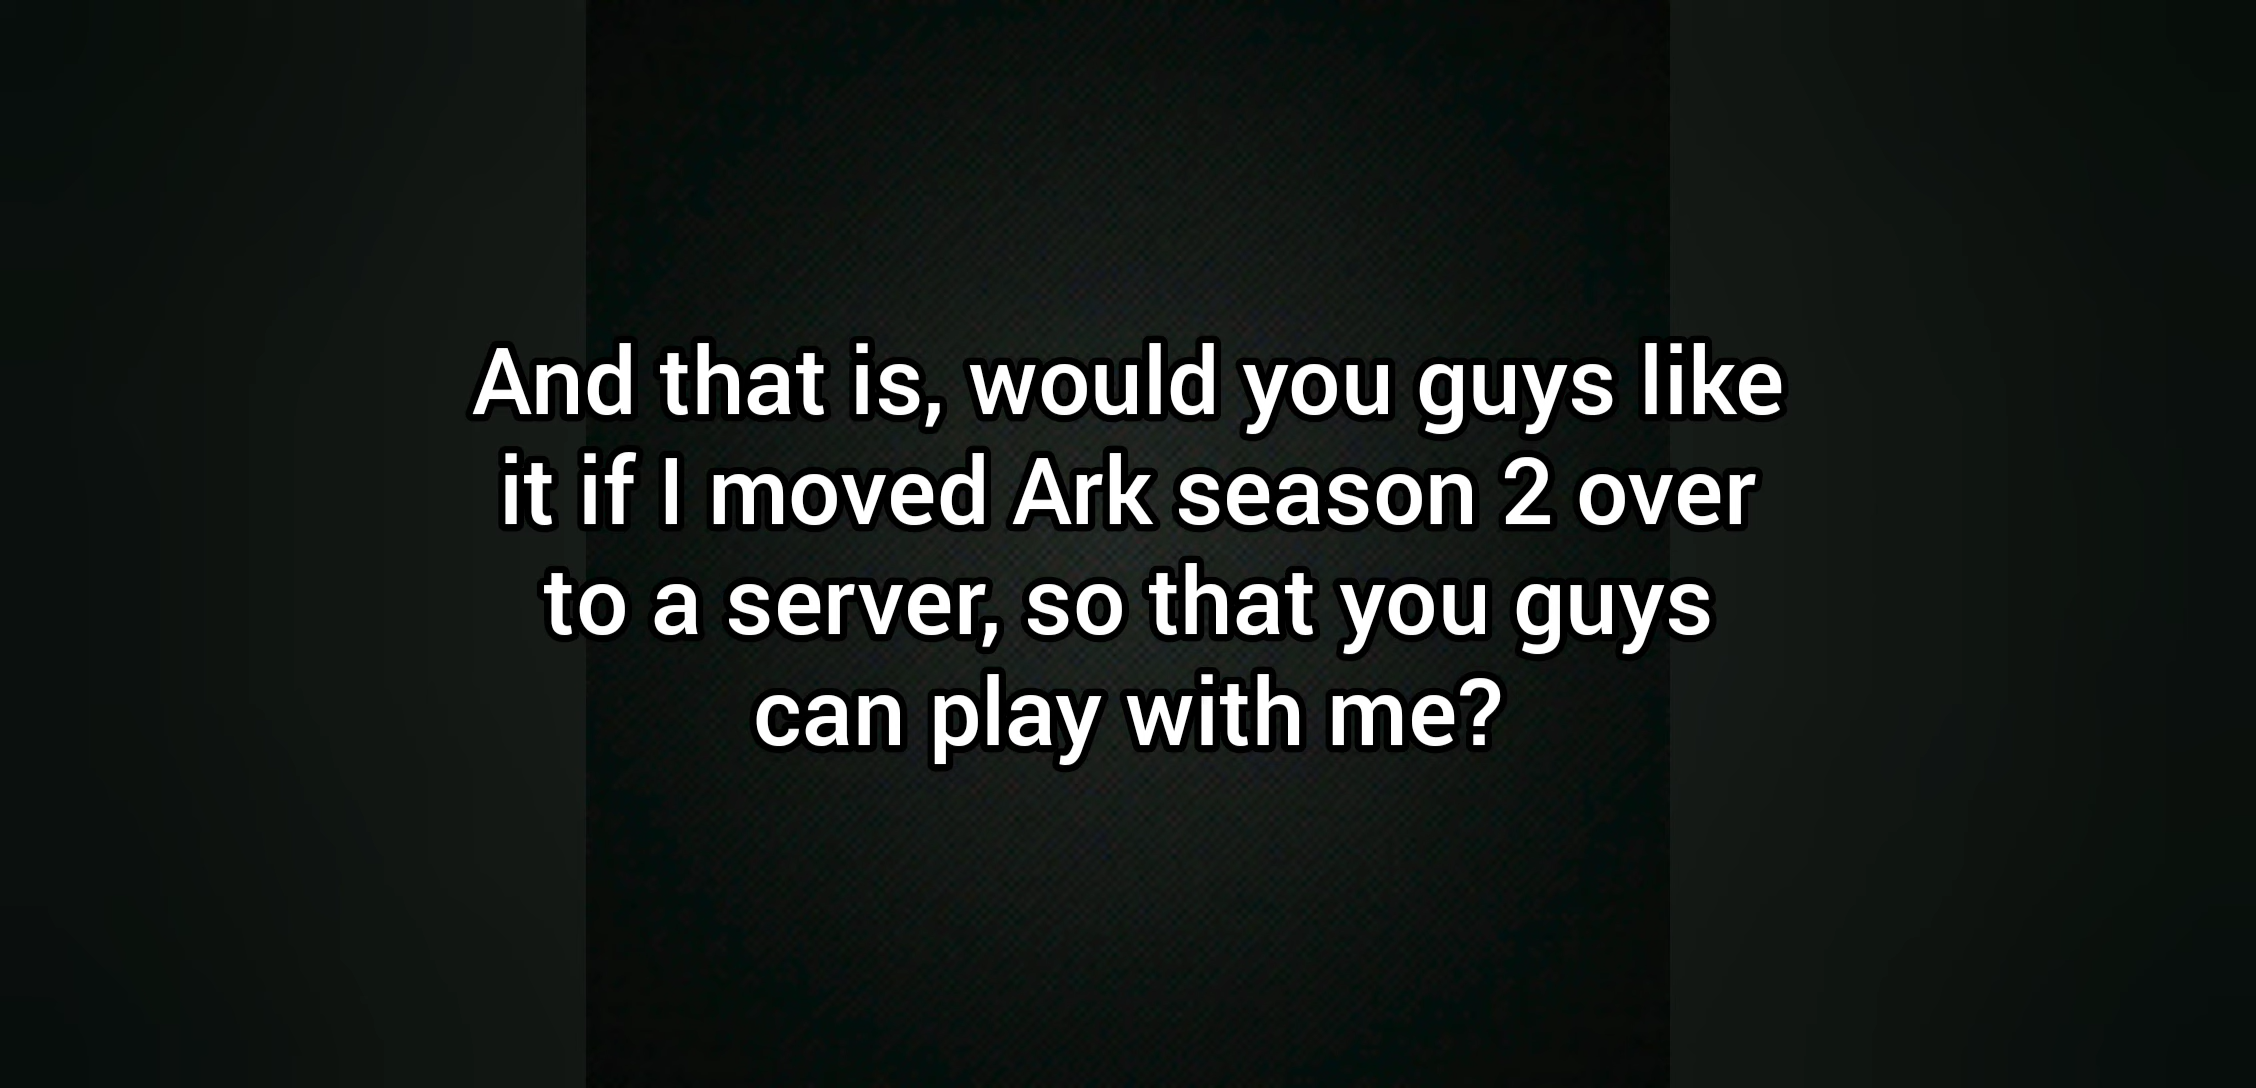 And that is, would you guys like
it if I moved Ark season 2 over
to a server, so that you guys
can play with me?